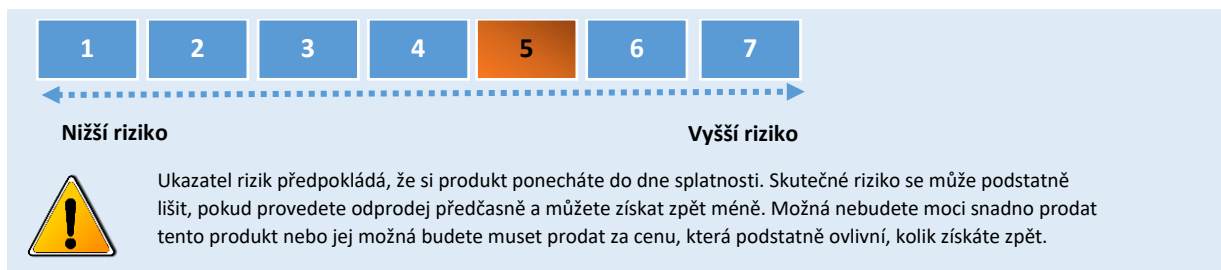 1 2 3 4 5 6 7
Nižší riziko Vyšší riziko
Ukazatel rizik předpokládá, že si produkt ponecháte do dne splatnosti. Skutečné riziko se může podstatně
lišit, pokud provedete odprodej předčasně a můžete získat zpět méně. Možná nebudete moci snadno prodat
tento produkt nebo jej možná budete muset prodat za cenu, která podstatně ovlivní, kolik získáte zpět.